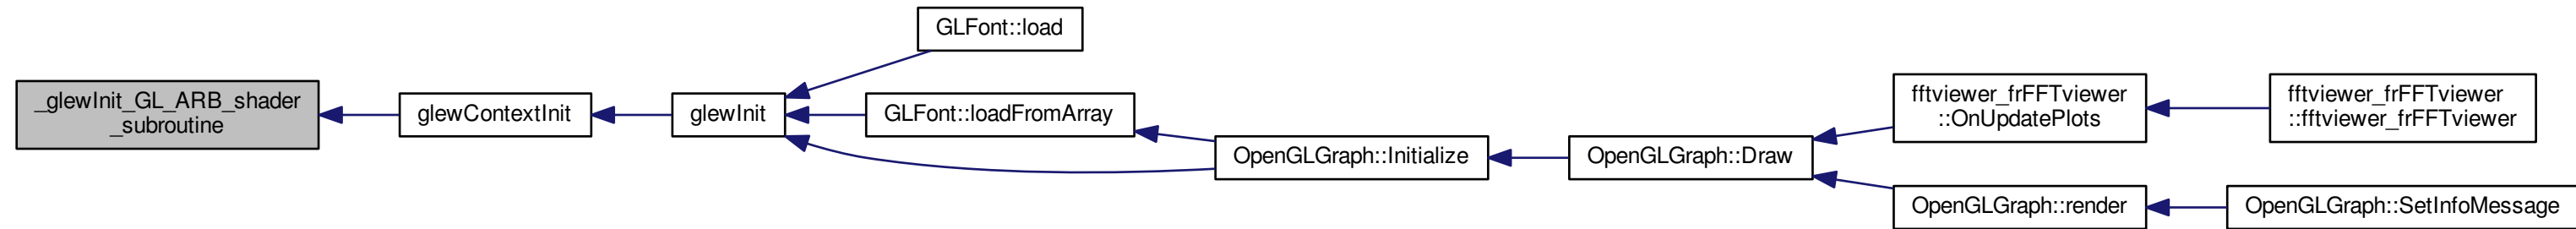 GLFont::load
_glewInit_GL_ARB_shader
_subroutine
glewContextInit
glewInit
GLFont::loadFromArray
OpenGLGraph::Initialize
OpenGLGraph::Draw
fftviewer_frFFTviewer
::OnUpdatePlots
fftviewer_frFFTviewer
::fftviewer_frFFTviewer
OpenGLGraph::render
OpenGLGraph::SetInfoMessage